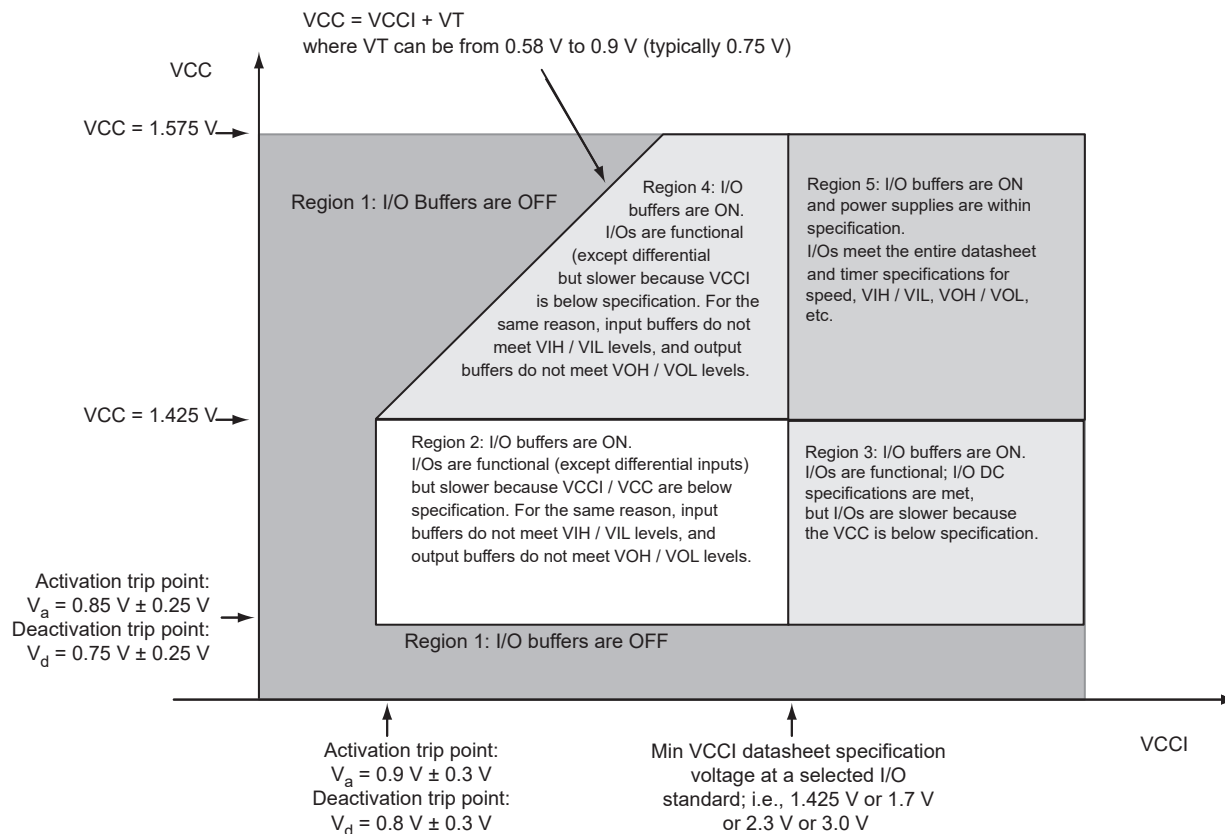 VCC = VCCI + VT
where VT can be from 0.58 V to 0.9 V (typically 0.75 V)
VCC
VCC = 1.575 V
Region 1: I/O Buffers are OFF
Region 4: I/O
buffers are ON.
I/Os are functional
(except differential
but slower because VCCI
is below specification. For the
same reason, input buffers do not
meet VIH / VIL levels, and output
buffers do not meet VOH / VOL levels.
Region 5: I/O buffers are ON
and power supplies are within
specification.
I/Os meet the entire datasheet
and timer specifications for
speed, VIH / VIL, VOH / VOL,
etc.
VCC = 1.425 V
Region 2: I/O buffers are ON.
I/Os are functional (except differential inputs)
but slower because VCCI / VCC are below
specification. For the same reason, input
buffers do not meet VIH / VIL levels, and
output buffers do not meet VOH / VOL levels.
Region 3: I/O buffers are ON.
I/Os are functional; I/O DC
specifications are met,
but I/Os are slower because
the VCC is below specification.
Activation trip point:
Va = 0.85 V ± 0.25 V
Deactivation trip point:
Vd = 0.75 V ± 0.25 V
Region 1: I/O buffers are OFF
VCCI
Activation trip point:
Va = 0.9 V ± 0.3 V
Deactivation trip point:
Vd = 0.8 V ± 0.3 V
Min VCCI datasheet specification
voltage at a selected I/O
standard; i.e., 1.425 V or 1.7 V
or 2.3 V or 3.0 V